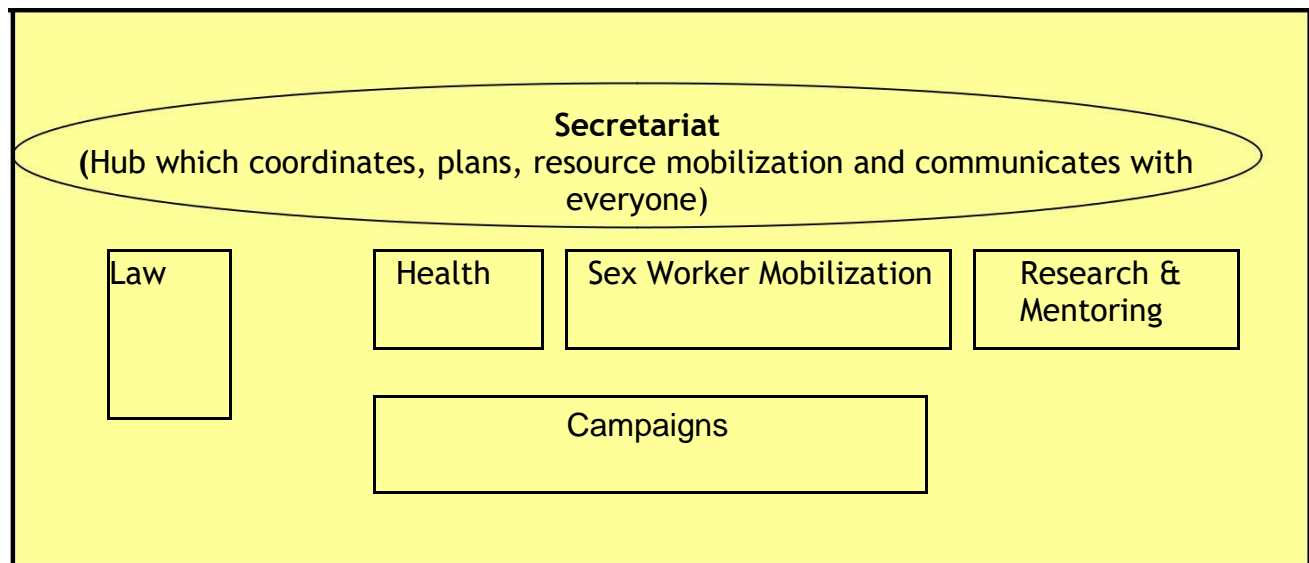 Secretariat
(Hub which coordinates, plans, resource mobilization and communicates with
everyone)
Law
Health
Sex Worker Mobilization
Research &
Mentoring
Campaigns